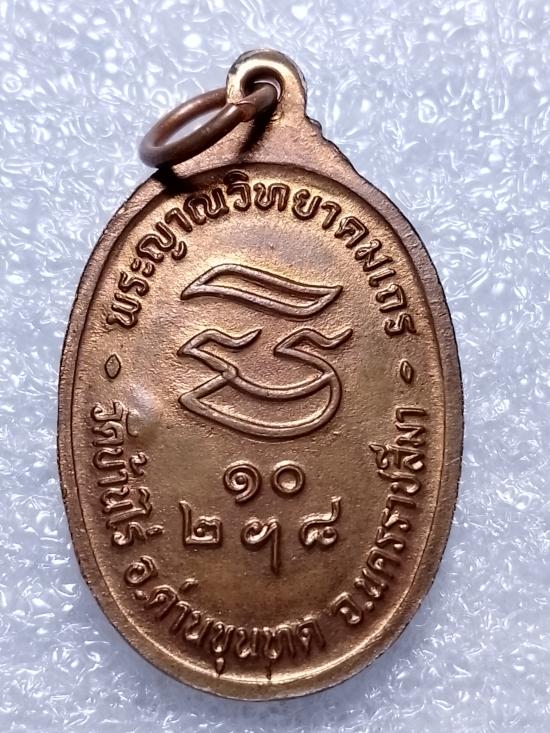 พระญาณวิทยาคมเถร
๑๐
๒ ฯ ๘
วัดบ้านไร่ อ.ด่านขุนทด จ.นครราชสีมา